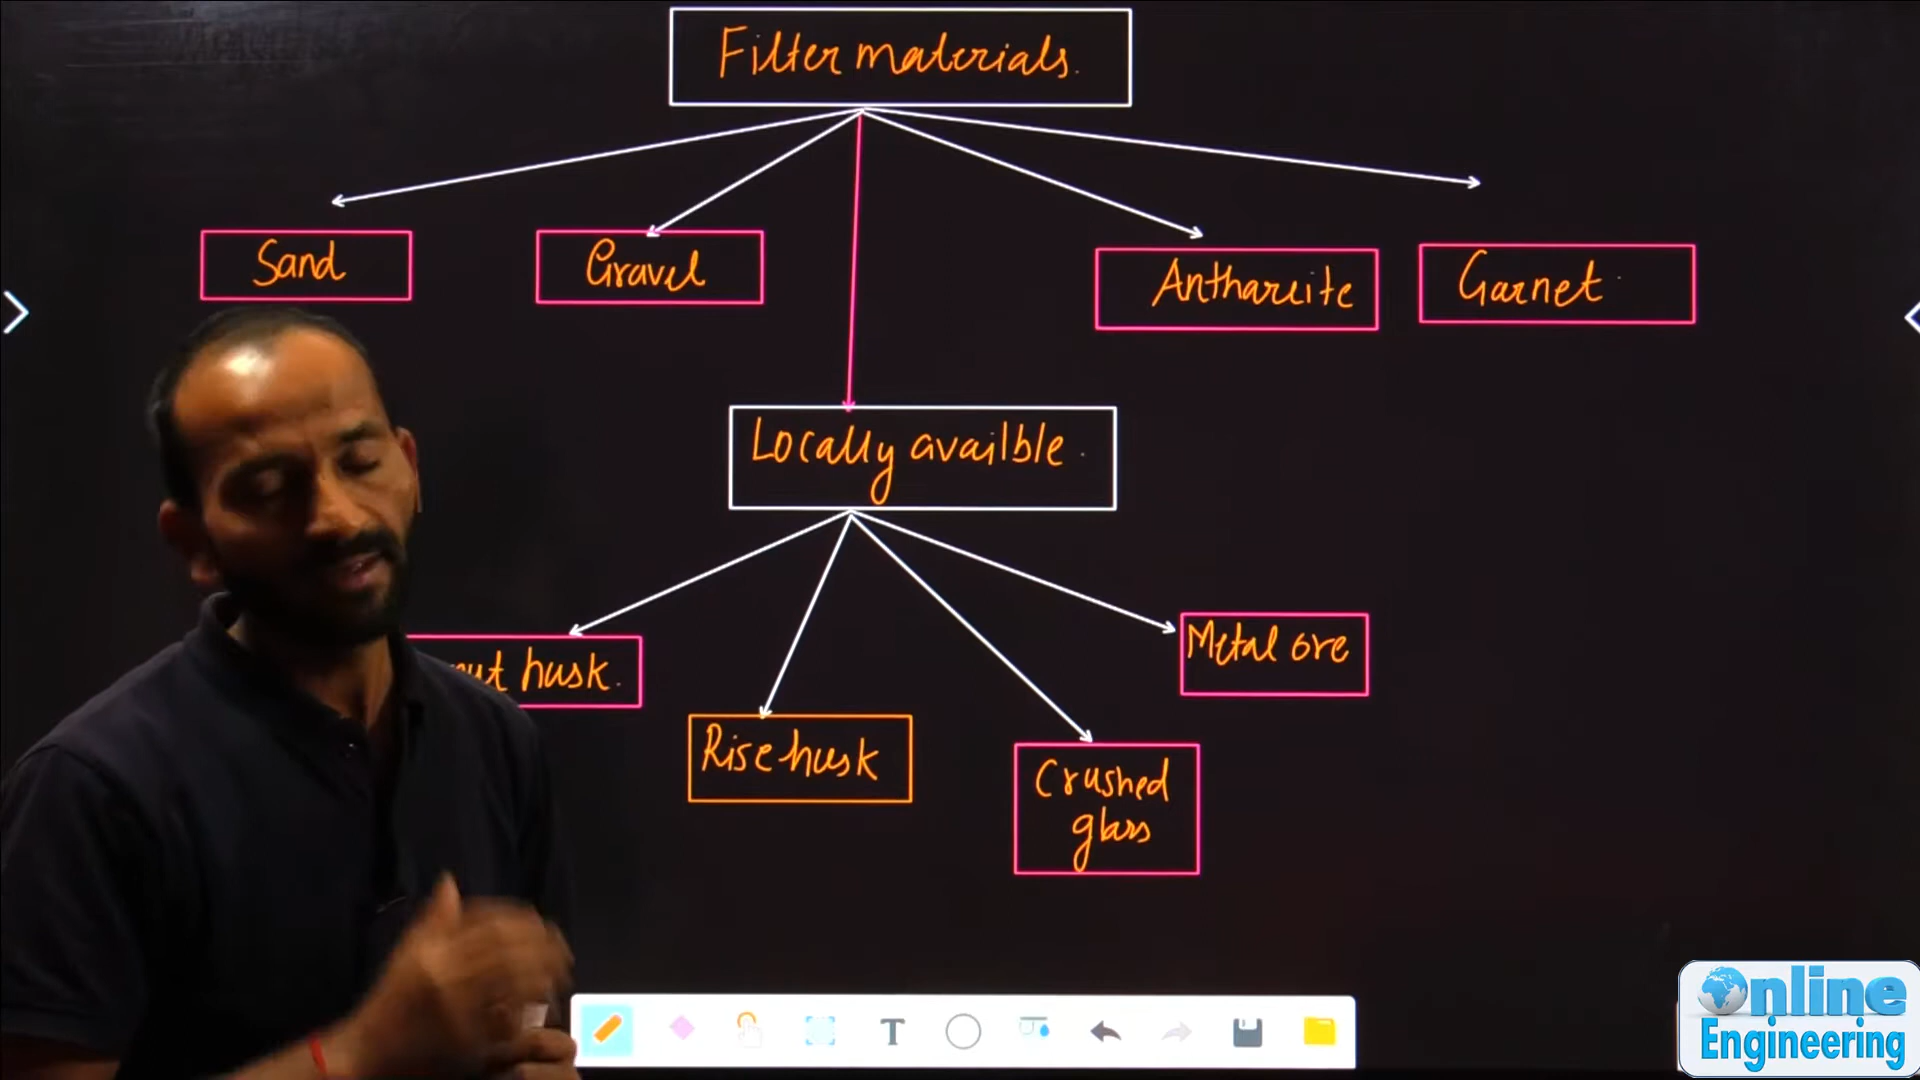 Filter materials.
Sand
Gravel
Antharcite
Garnet
Locally availble.
husk.
Rise husk
Crushed
glass
Metal ore
T
Online
Engineering